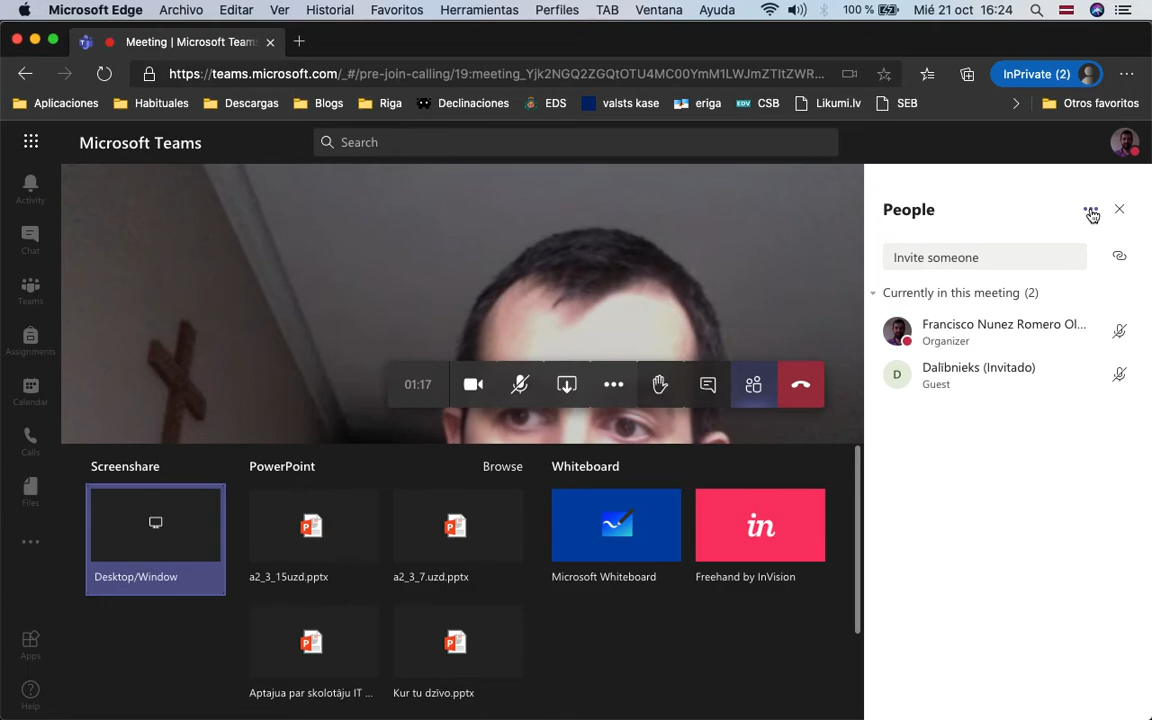 Microsoft Edge Archivo Editar Ver Historial Favoritos Herramientas Perfiles TAB Ventana Ayuda 100 % Mié 21 oct 16:24
Meeting | Microsoft Teams
https://teams.microsoft.com/_#/pre-join-calling/19:meeting_Yjk2NGQ2ZGQtOTU4MC00YmM1LWJmZTItZWR...
InPrivate (2)
Aplicaciones Habituales Descargas Blogs Riga Declinaciones EDS valsts kase eriga CSB Likumi.lv SEB Otros favoritos
Microsoft Teams
Search
Activity
Chat
Teams
Assignments
Calendar
Calls
Files
Apps
Help
01:17
Screenshare
Desktop/Window
PowerPoint Browse
a2_3_15uzd.pptx a2_3_7.uzd.pptx
Aptajua par skolotāju IT ... Kur tu dzīvo.pptx
Whiteboard
in
Microsoft Whiteboard Freehand by InVision
People
Invite someone
Currently in this meeting (2)
Francisco Nunez Romero Ol...
Organizer
D
Dalībnieks (Invitado)
Guest